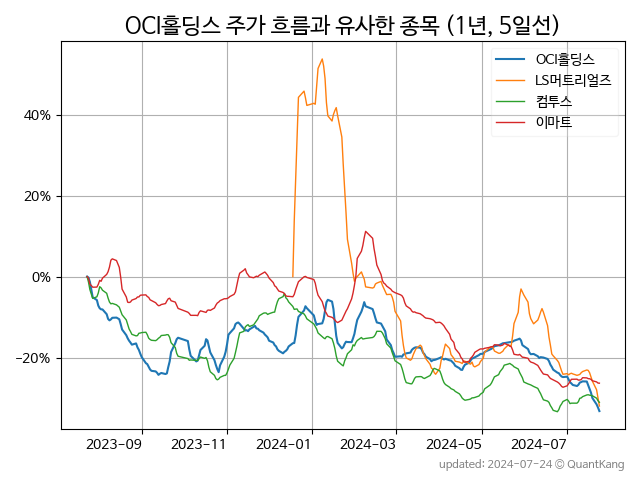 OCI홀딩스 주가 흐름과 유사한 종목 (1년, 5일선)
OCI홀딩스
LS머트리얼즈
컴투스
이마트
40%
20%
0%
−20%
2023-09
2023-11
2024-01
2024-03
2024-05
2024-07
updated: 2024-07-24 © QuantKang